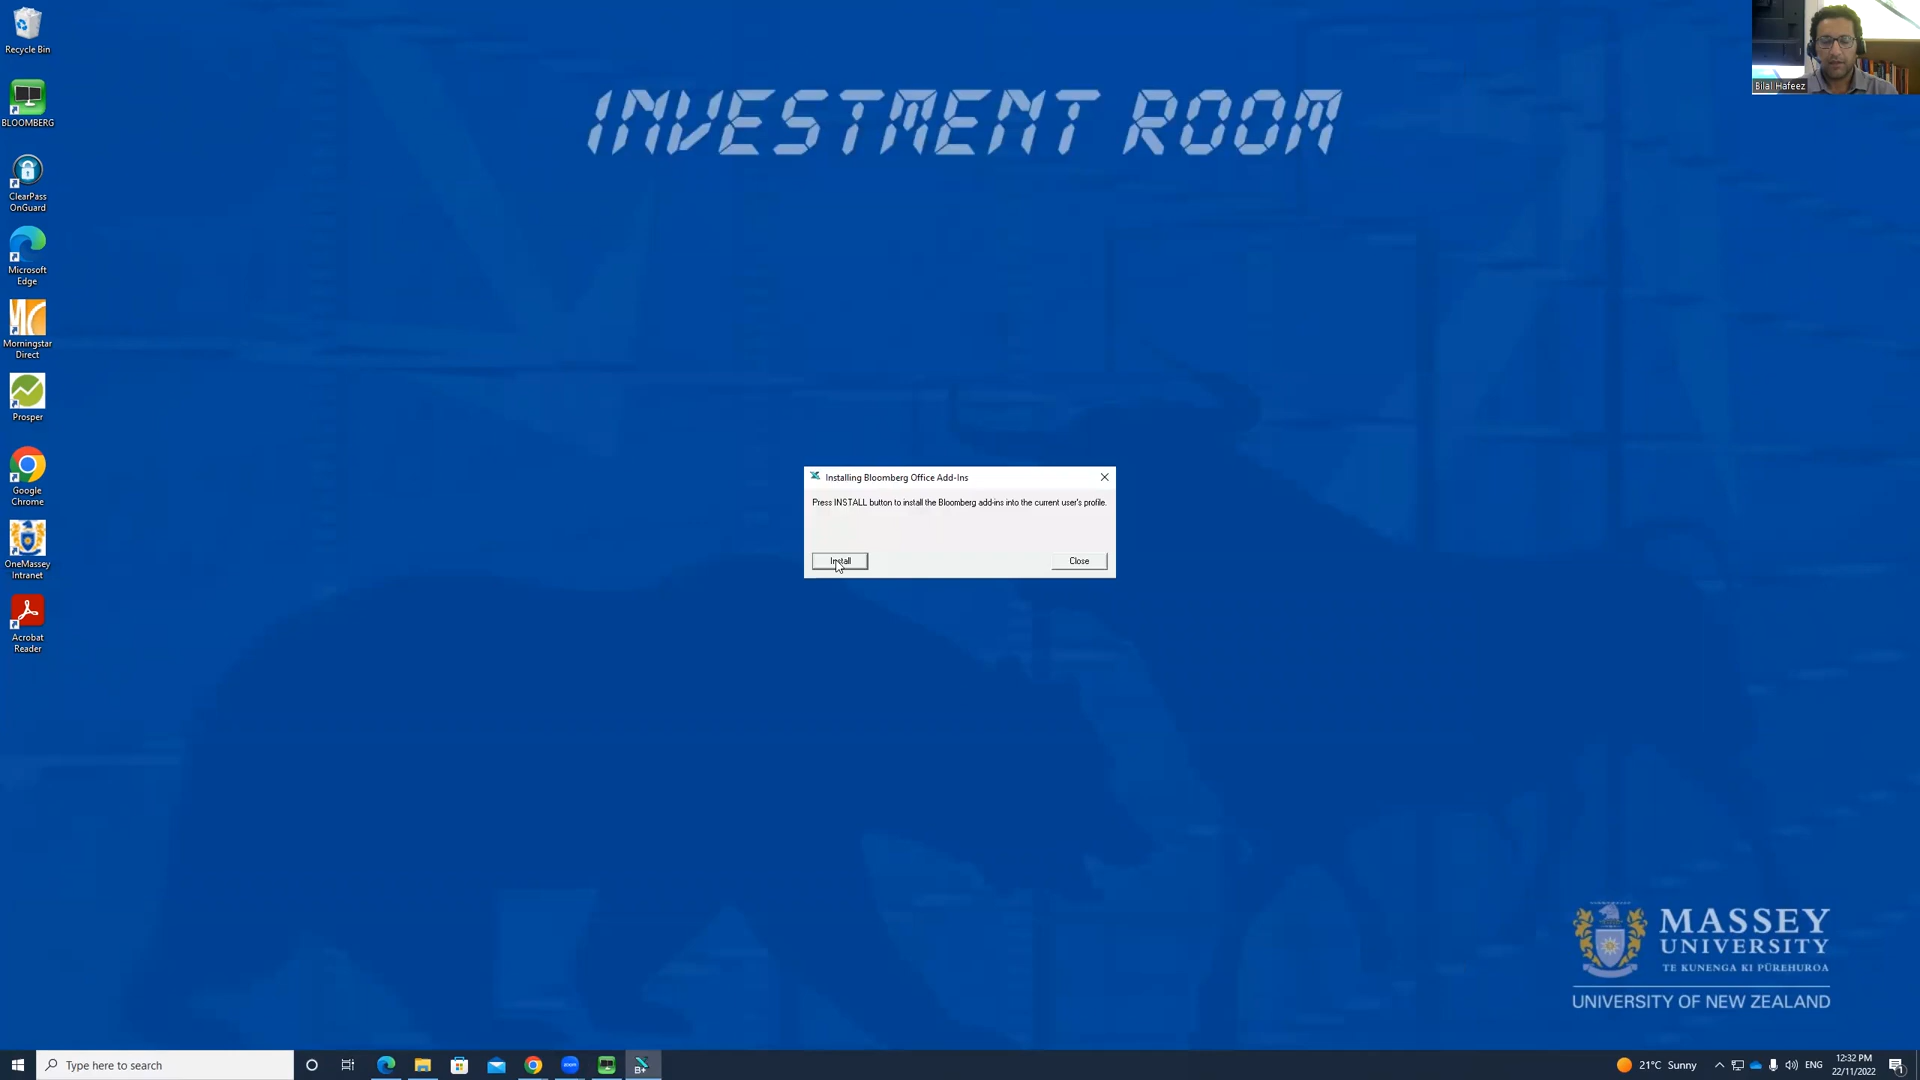 INVESTMENT ROOM
Bilal Hafeez
Recycle Bin
BLOOMBERG
ClearPass
OnGuard
Microsoft
Edge
Morningstar
Direct
Prosper
Google
Chrome
OneMassey
Intranet
Acrobat
Reader
Installing Bloomberg Office Add-Ins
Press INSTALL button to install the Bloomberg add-ins into the current user's profile.
Install
Close
MASSEY
UNIVERSITY
TE KUNENGA KI PŪREHUROA
UNIVERSITY OF NEW ZEALAND
Type here to search
zoom
B+
21°C Sunny
ENG
12:32 PM
22/11/2022
1